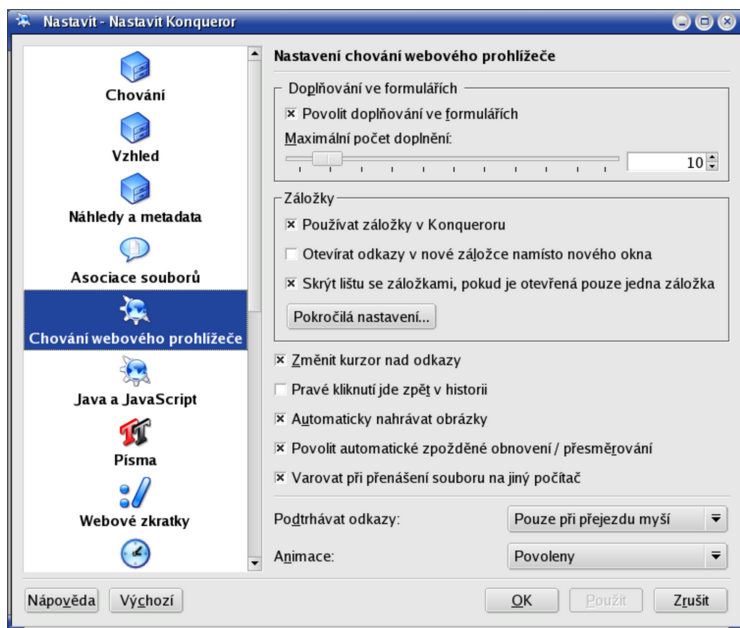 Nastavit - Nastavit Konqueror
Chování
Vzhled
Náhledy a metadata
Asociace souborů
Chování webového prohlížeče
Java a JavaScript
Písma
Webové zkratky
Nastavení chování webového prohlížeče
Doplňování ve formulářích
Povolit doplňování ve formulářích
Maximální počet doplnění:
10
Záložky
Používat záložky v Konqueroru
Otevírat odkazy v nové záložce namísto nového okna
Skrýt lištu se záložkami, pokud je otevřená pouze jedna záložka
Pokročilá nastavení...
Změnit kurzor nad odkazy
Pravé kliknutí jde zpět v historii
Automaticky nahrávat obrázky
Povolit automatické zpožděné obnovení / přesměrování
Varovat při přenášení souboru na jiný počítač
Podtrhávat odkazy: Pouze při přejezdu myší
Animace: Povoleny
Nápověda Výchozí OK Použít Zrušit